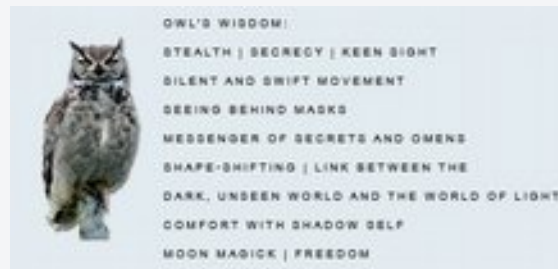 OWL'S WISDOM:
STEALTH | SECRECY | KEEN SIGHT
SILENT AND SWIFT MOVEMENT
SEEING BEHIND MASKS
MESSENGER OF SECRETS AND OMENS
SHAPE-SHIFTING | LINK BETWEEN THE
DARK, UNSEEN WORLD AND THE WORLD OF LIGHT
COMFORT WITH SHADOW SELF
MOON MAGICK | FREEDOM